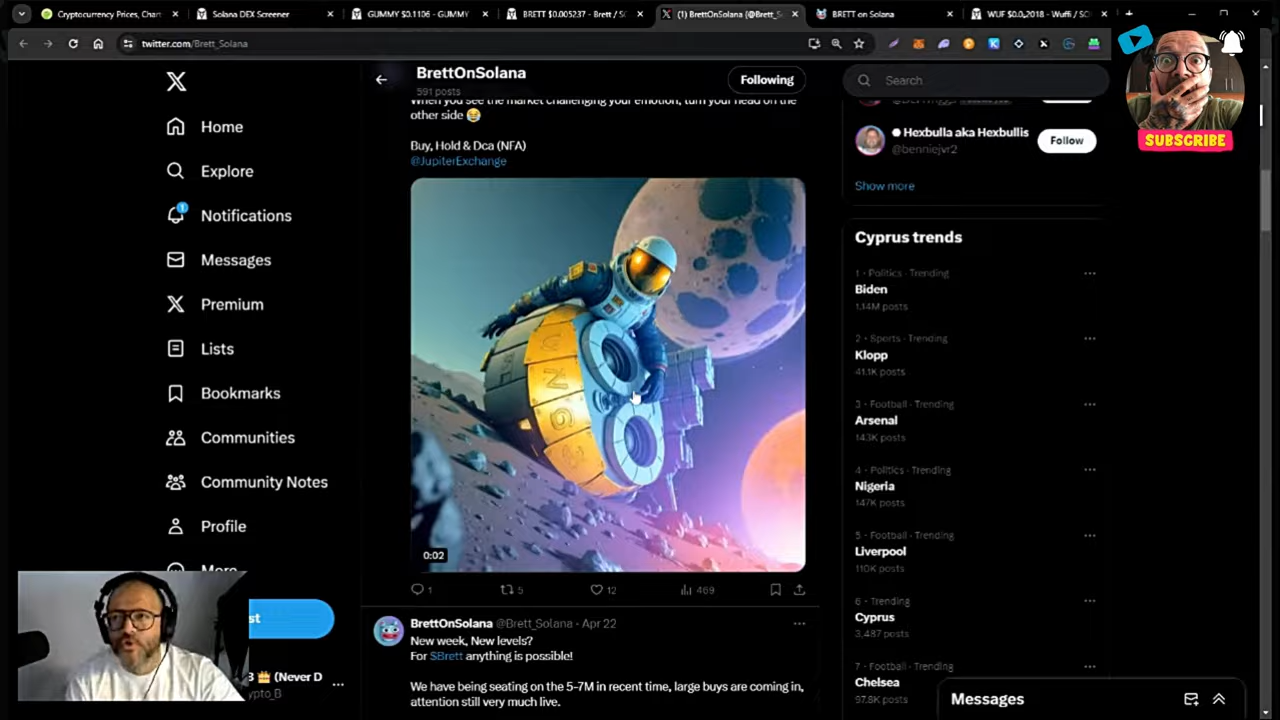 Cryptocurrency Prices, Char
Solana DEX Screener
GUMMY $0.1106 - GUMMY
BRETT $0.005237 - Brett / S
(1) BrettOnSolana (@Brett_S
BRETT on Solana
WUF $0.0₅2018 - Wuffi / SO
twitter.com/Brett_Solana
SUBSCRIBE
Home
Explore
1
Notifications
Messages
Premium
Lists
Bookmarks
Communities
Community Notes
Profile
More
st
B 🎁 (Never D
ypto_B
BrettOnSolana
591 posts
Following
When you see the market challenging your emotion, turn your head on the
other side 😂
Buy, Hold & Dca (NFA)
@JupiterExchange
0:02
1
5
12
469
BrettOnSolana @Brett_Solana · Apr 22
New week, New levels?
For $Brett anything is possible!
We have being seating on the 5-7M in recent time, large buys are coming in,
attention still very much live.
Search
Hexbulla aka Hexbullis
@benniejvr2
Follow
Show more
Cyprus trends
1 · Politics · Trending
Biden
1.14M posts
2 · Sports · Trending
Klopp
41.1K posts
3 · Football · Trending
Arsenal
143K posts
4 · Politics · Trending
Nigeria
147K posts
5 · Football · Trending
Liverpool
110K posts
6 · Trending
Cyprus
3,487 posts
7 · Football · Trending
Chelsea
97.8K posts
Messages